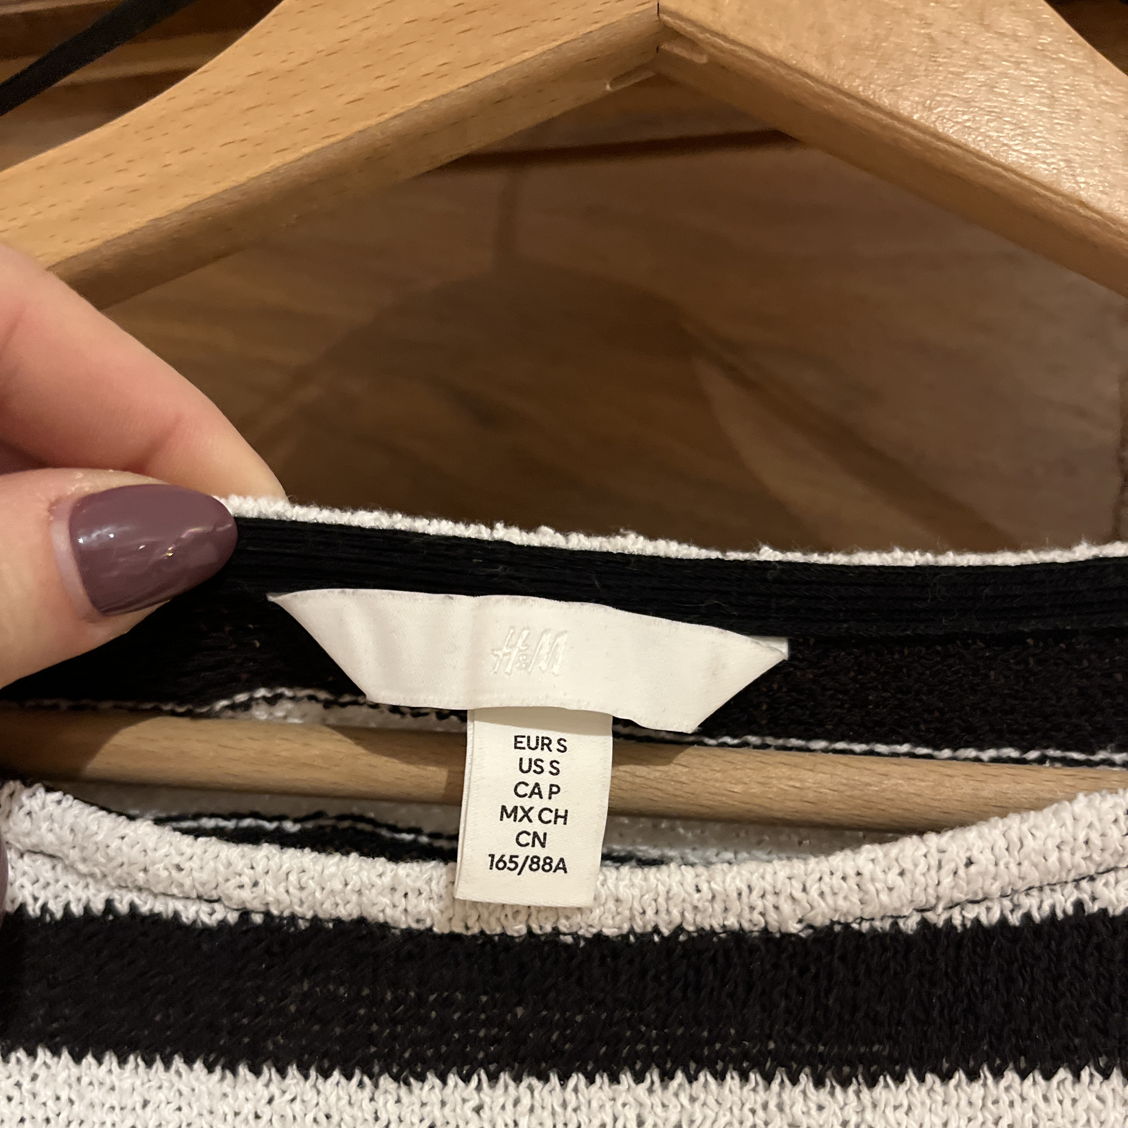 H&M
EUR S
US S
CA P
MX CH
CN
165/88A